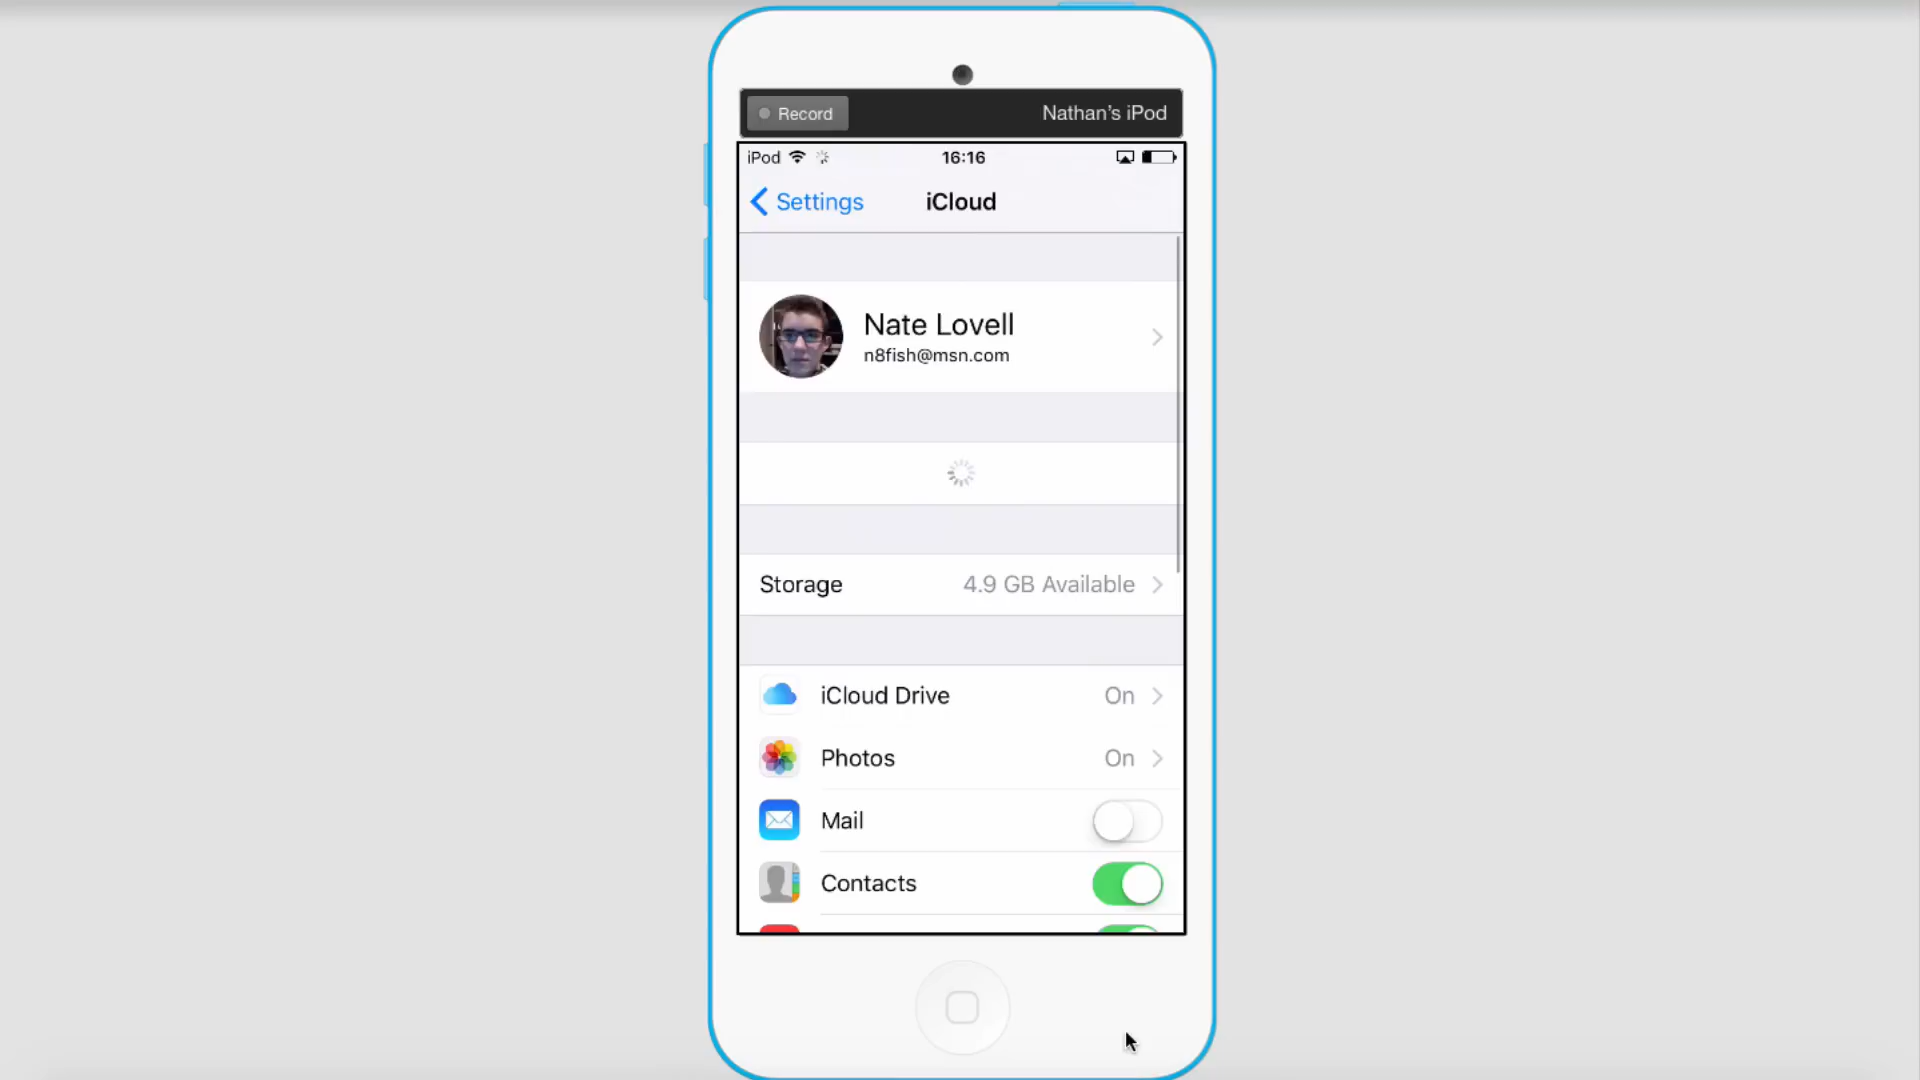 Record
Nathan's iPod
iPod
16:16
Settings
iCloud
Nate Lovell
n8fish@msn.com
Storage
4.9 GB Available
iCloud Drive
On
Photos
On
Mail
Contacts